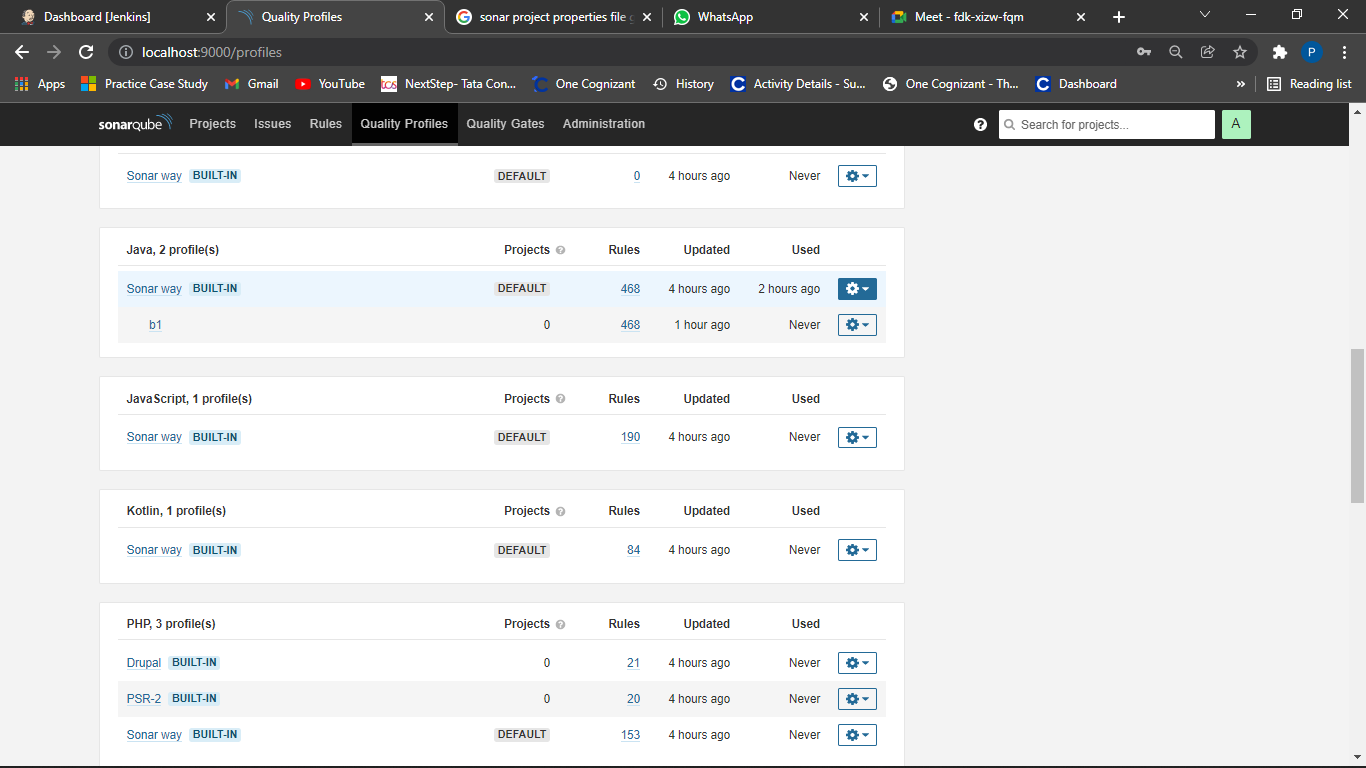 Dashboard [Jenkins]
Quality Profiles
sonar project properties file g
WhatsApp
Meet - fdk-xizw-fqm
localhost:9000/profiles
P
Apps
Practice Case Study
Gmail
YouTube
NextStep- Tata Con...
One Cognizant
History
Activity Details - Su...
One Cognizant - Th...
Dashboard
»
Reading list
sonarqube
Projects
Issues
Rules
Quality Profiles
Quality Gates
Administration
Search for projects...
A
Sonar way BUILT-IN DEFAULT 0 4 hours ago Never
Java, 2 profile(s) Projects Rules Updated Used
Sonar way BUILT-IN DEFAULT 468 4 hours ago 2 hours ago
b1 0 468 1 hour ago Never
JavaScript, 1 profile(s) Projects Rules Updated Used
Sonar way BUILT-IN DEFAULT 190 4 hours ago Never
Kotlin, 1 profile(s) Projects Rules Updated Used
Sonar way BUILT-IN DEFAULT 84 4 hours ago Never
PHP, 3 profile(s) Projects Rules Updated Used
Drupal BUILT-IN 0 21 4 hours ago Never
PSR-2 BUILT-IN 0 20 4 hours ago Never
Sonar way BUILT-IN DEFAULT 153 4 hours ago Never